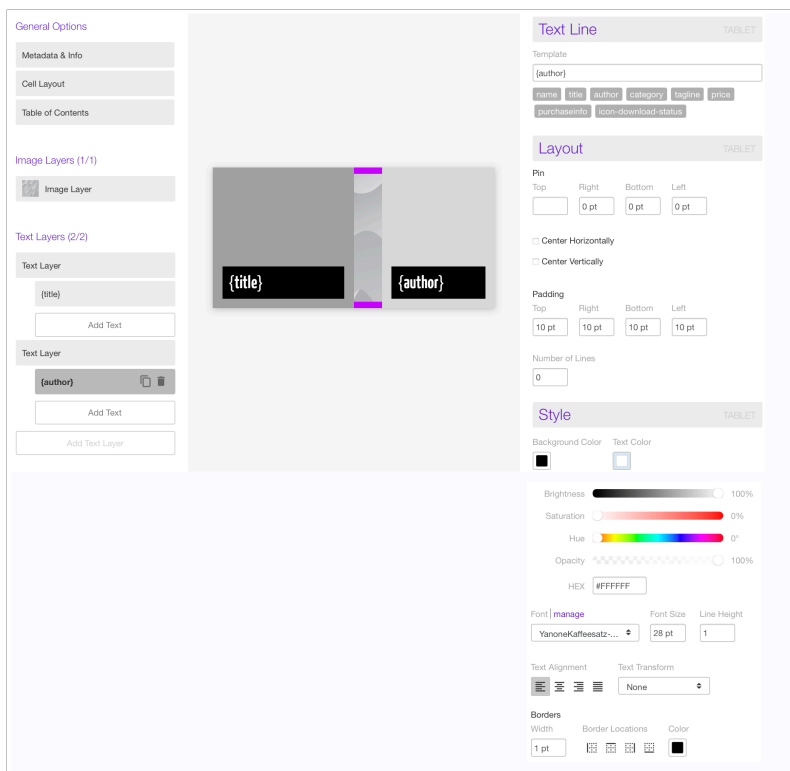 General Options
Metadata & Info
Cell Layout
Table of Contents
Image Layers (1/1)
Image Layer
Text Layers (2/2)
Text Layer
{title}
Add Text
Text Layer
{author}
Add Text
Add Text Layer
{title}
{author}
Text Line TABLET
Template
{author}
name title author category tagline price
purchaseinfo icon-download-status
Layout TABLET
Pin
Top Right Bottom Left
0 pt 0 pt 0 pt
Center Horizontally
Center Vertically
Padding
Top Right Bottom Left
10 pt 10 pt 10 pt 10 pt
Number of Lines
0
Style TABLET
Background Color Text Color
Brightness 100%
Saturation 0%
Hue 0°
Opacity 100%
HEX #FFFFFF
Font | manage Font Size Line Height
YanoneKaffeesatz-... 28 pt 1
Text Alignment Text Transform
None
Borders
Width Border Locations Color
1 pt